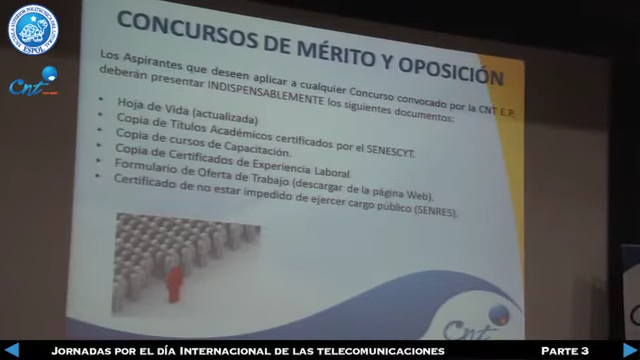 CONCURSOS DE MÉRITO Y OPOSICIÓN
Los Aspirantes que deseen aplicar a cualquier Concurso convocado por la CNT E.P.
deberán presentar INDISPENSABLEMENTE los siguientes documentos:
• Hoja de Vida (actualizada)
• Copia de Títulos Académicos certificados por el SENESCYT.
• Copia de cursos de Capacitación.
• Copia de Certificados de Experiencia Laboral
• Formulario de Oferta de Trabajo (descargar de la página Web).
• Certificado de no estar impedido de ejercer cargo público (SENRES).
ESPOL
Cnt
Cnt
Jornadas por el día Internacional de las telecomunicaciones
Parte 3